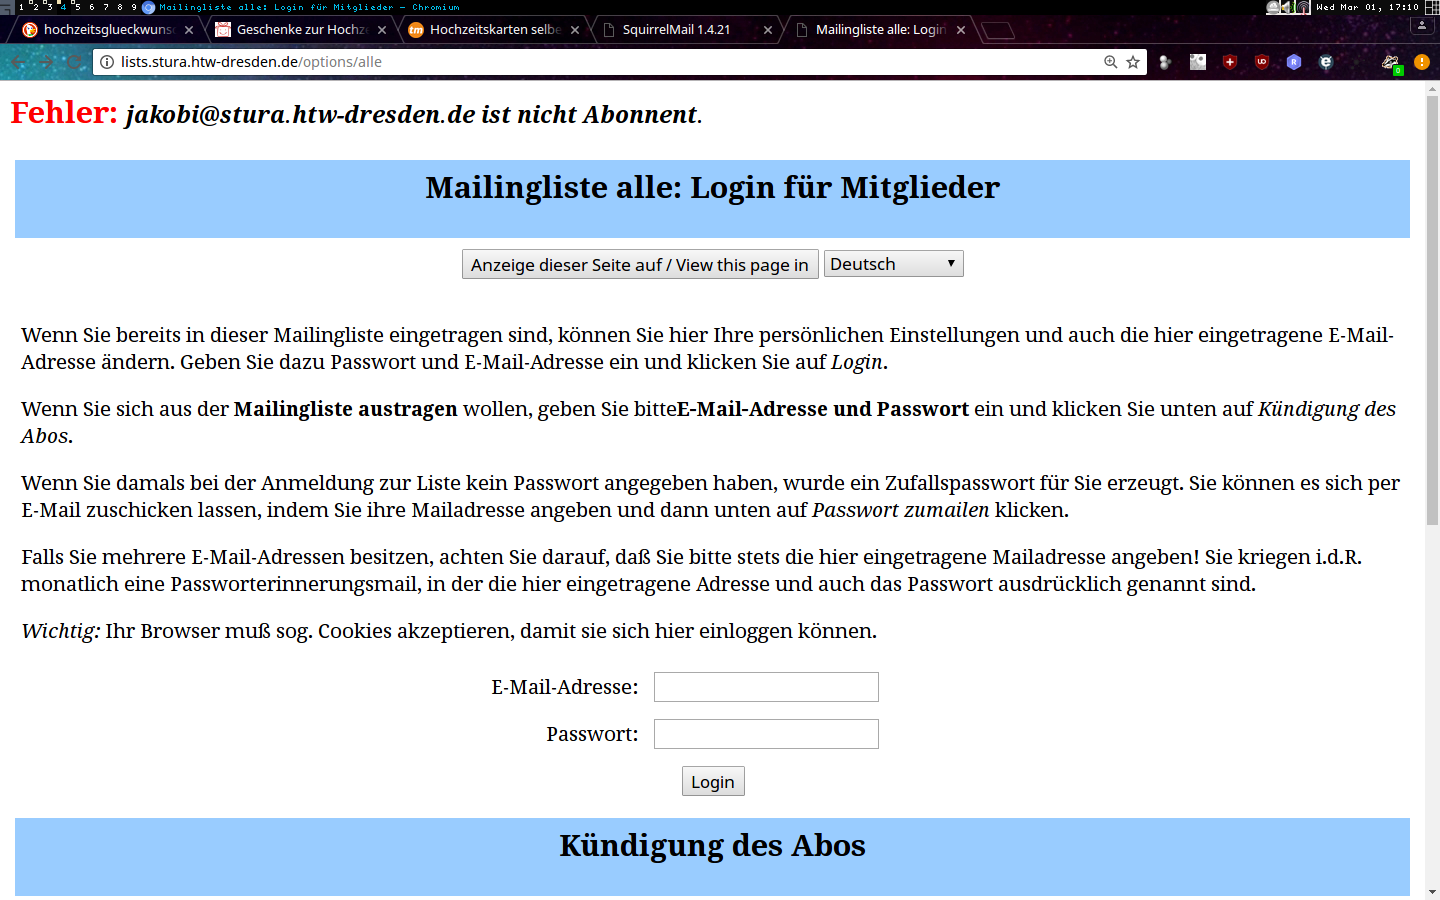 1 2 3 4 5 6 7 8 9 Mailingliste alle: Login für Mitglieder - Chromium Wed Mar 01, 17:10
hochzeitsglueckwuns Geschenke zur Hochze Hochzeitskarten selbe SquirrelMail 1.4.21 Mailingliste alle: Login
lists.stura.htw-dresden.de/options/alle
Fehler: jakobi@stura.htw-dresden.de ist nicht Abonnent.
Mailingliste alle: Login für Mitglieder
Anzeige dieser Seite auf / View this page in Deutsch
Wenn Sie bereits in dieser Mailingliste eingetragen sind, können Sie hier Ihre persönlichen Einstellungen und auch die hier eingetragene E-Mail-
Adresse ändern. Geben Sie dazu Passwort und E-Mail-Adresse ein und klicken Sie auf Login.
Wenn Sie sich aus der Mailingliste austragen wollen, geben Sie bitteE-Mail-Adresse und Passwort ein und klicken Sie unten auf Kündigung des
Abos.
Wenn Sie damals bei der Anmeldung zur Liste kein Passwort angegeben haben, wurde ein Zufallspasswort für Sie erzeugt. Sie können es sich per
E-Mail zuschicken lassen, indem Sie ihre Mailadresse angeben und dann unten auf Passwort zumailen klicken.
Falls Sie mehrere E-Mail-Adressen besitzen, achten Sie darauf, daß Sie bitte stets die hier eingetragene Mailadresse angeben! Sie kriegen i.d.R.
monatlich eine Passworterinnerungsmail, in der die hier eingetragene Adresse und auch das Passwort ausdrücklich genannt sind.
Wichtig: Ihr Browser muß sog. Cookies akzeptieren, damit sie sich hier einloggen können.
E-Mail-Adresse:
Passwort:
Login
Kündigung des Abos